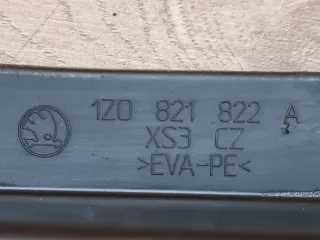 1Z0 821 822 A
XS3 CZ
>EVA-PE<